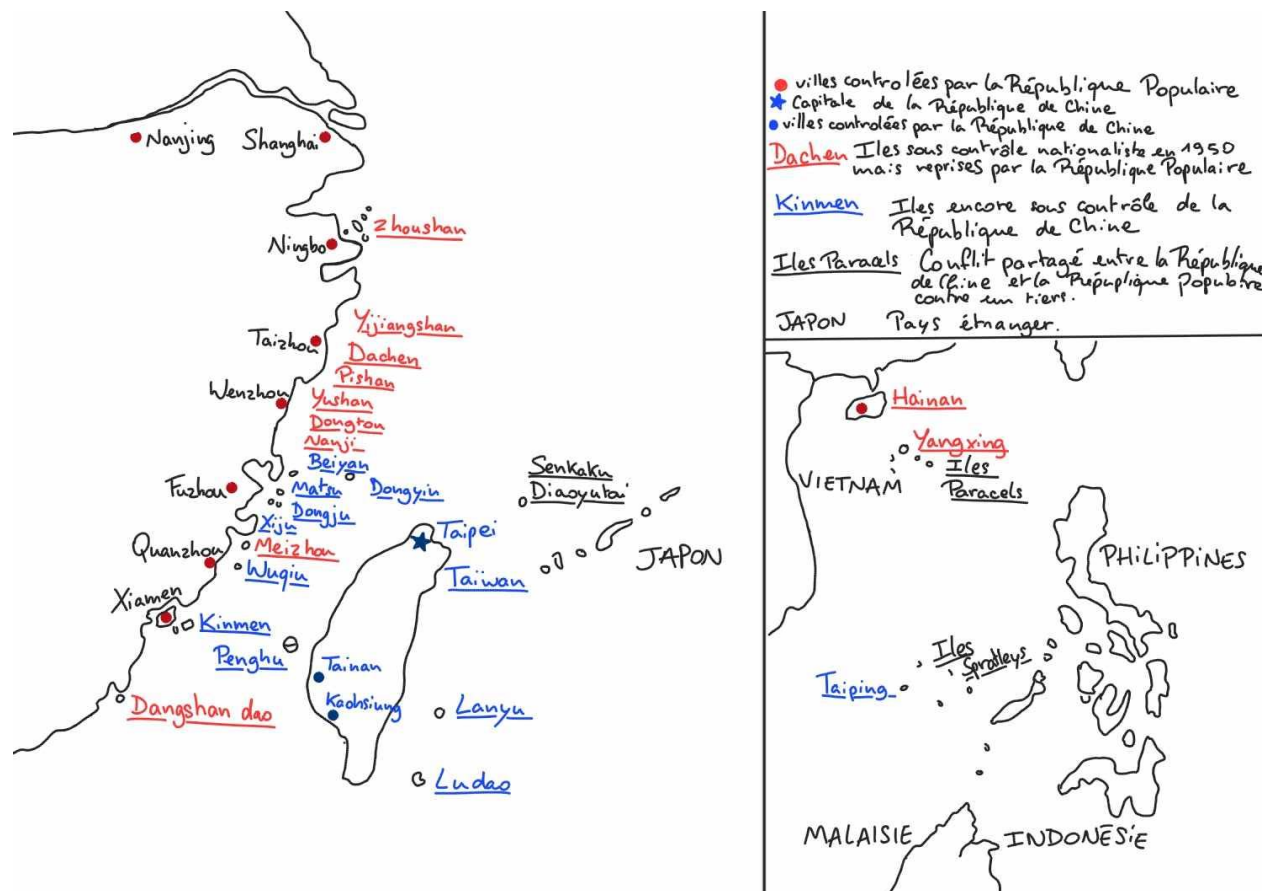 Nanjing
Shanghai
Zhoushan
Ningbo
Yijiangshan
Taizhou
Dachen
Pishan
Wenzhou
Yushan
Dongtou
Nanji
Beiyan
Senkaku
Fuzhou
Matsu
Dongyin
Diaoyutai
Dongju
Xiju
Taipei
Quanzhou
Meizhou
JAPON
Wuqiu
Taïwan
Xiamen
Kinmen
Penghu
Tainan
Kaohsiung
Dangshan dao
Lanyu
Ludao
villes controlées par la République Populaire
Capitale de la République de Chine
villes controlées par la République de Chine
Dachen Iles sous contrôle nationaliste en 1950
mais reprises par la République Populaire
Kinmen Iles encore sous contrôle de la
République de Chine
Iles Paracels Conflit partagé entre la République
de Chine et la Répuplique Populaire
contre un tiers.
JAPON Pays étranger.
Hainan
Yangxing
VIETNAM
Iles
Paracels
PHiLiPPiNES
Iles
Spratleys
Taiping
MALAISIE
INDONÉSiE